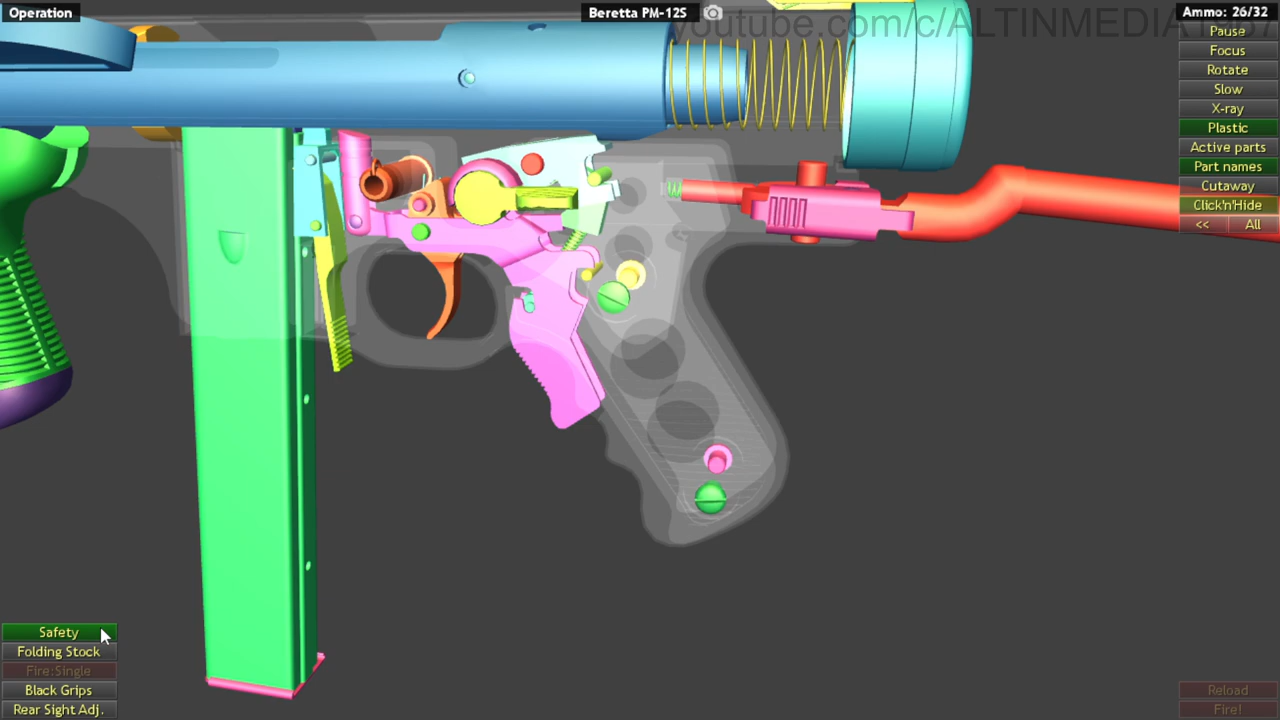 Operation
Beretta PM-12S
Ammo: 26/32
youtube.com/c/ALTINMEDIA1987
Pause
Focus
Rotate
Slow
X-ray
Plastic
Active parts
Part names
Cutaway
Click'n'Hide
<< All
Safety
Folding Stock
Fire:Single
Black Grips
Rear Sight Adj.
Reload
Fire!